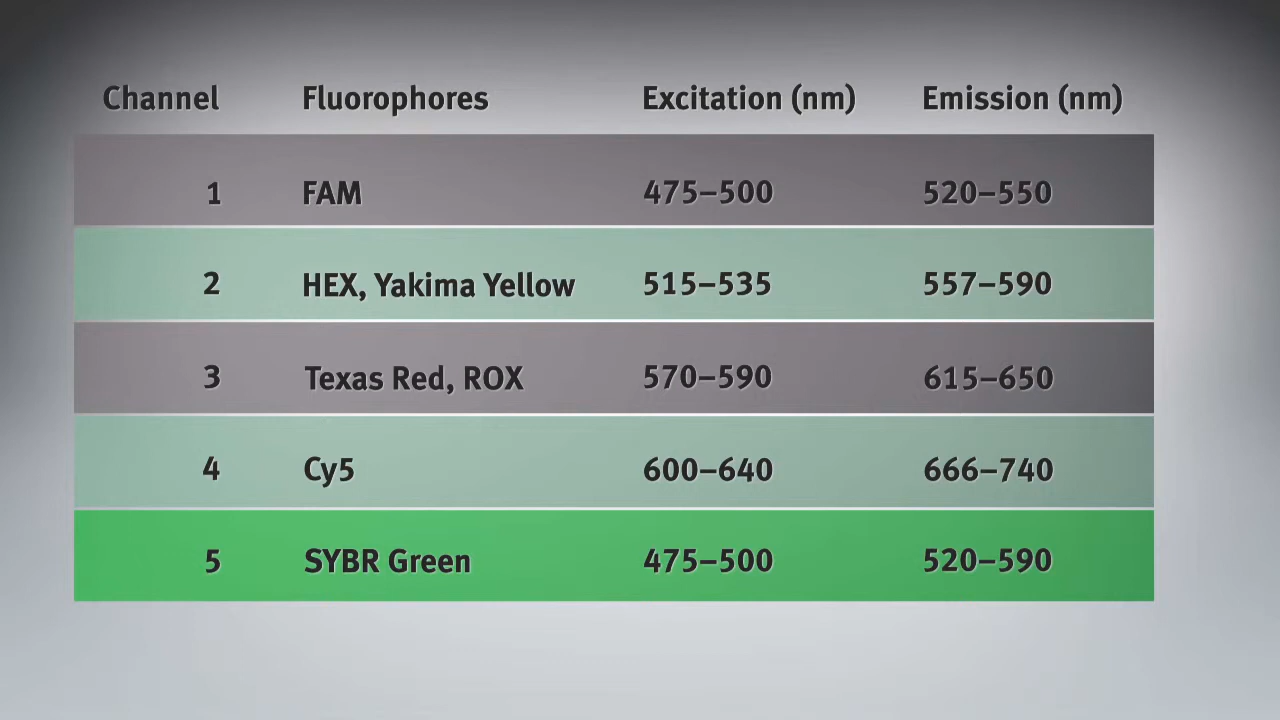 Channel Fluorophores Excitation (nm) Emission (nm)
1 FAM 475–500 520–550
2 HEX, Yakima Yellow 515–535 557–590
3 Texas Red, ROX 570–590 615–650
4 Cy5 600–640 666–740
5 SYBR Green 475–500 520–590